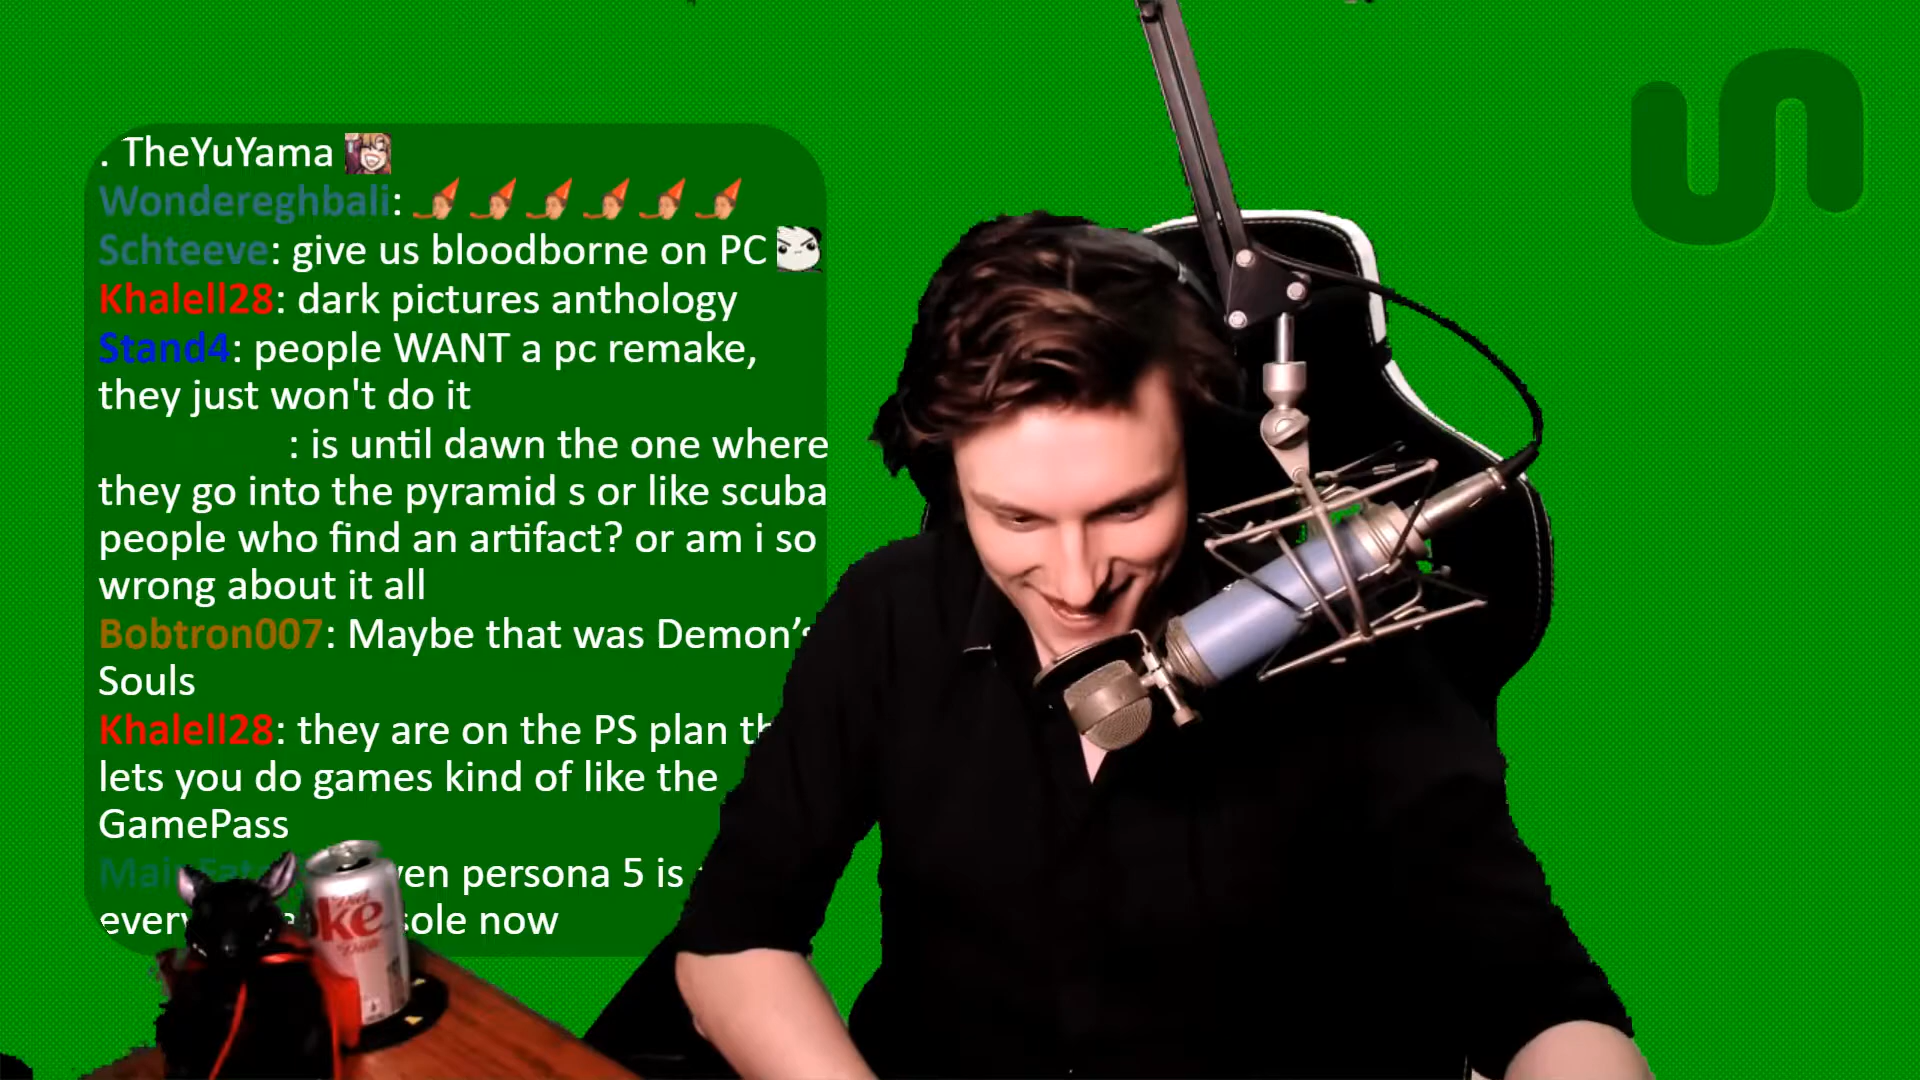 . TheYuYama
Wondereghbali:
Schteeve: give us bloodborne on PC
Khalell28: dark pictures anthology
Stand4: people WANT a pc remake,
they just won't do it
: is until dawn the one where
they go into the pyramid s or like scuba
people who find an artifact? or am i so
wrong about it all
Bobtron007: Maybe that was Demon's
Souls
Khalell28: they are on the PS plan
lets you do games kind of like the
GamePass
persona 5 is
now
Diet